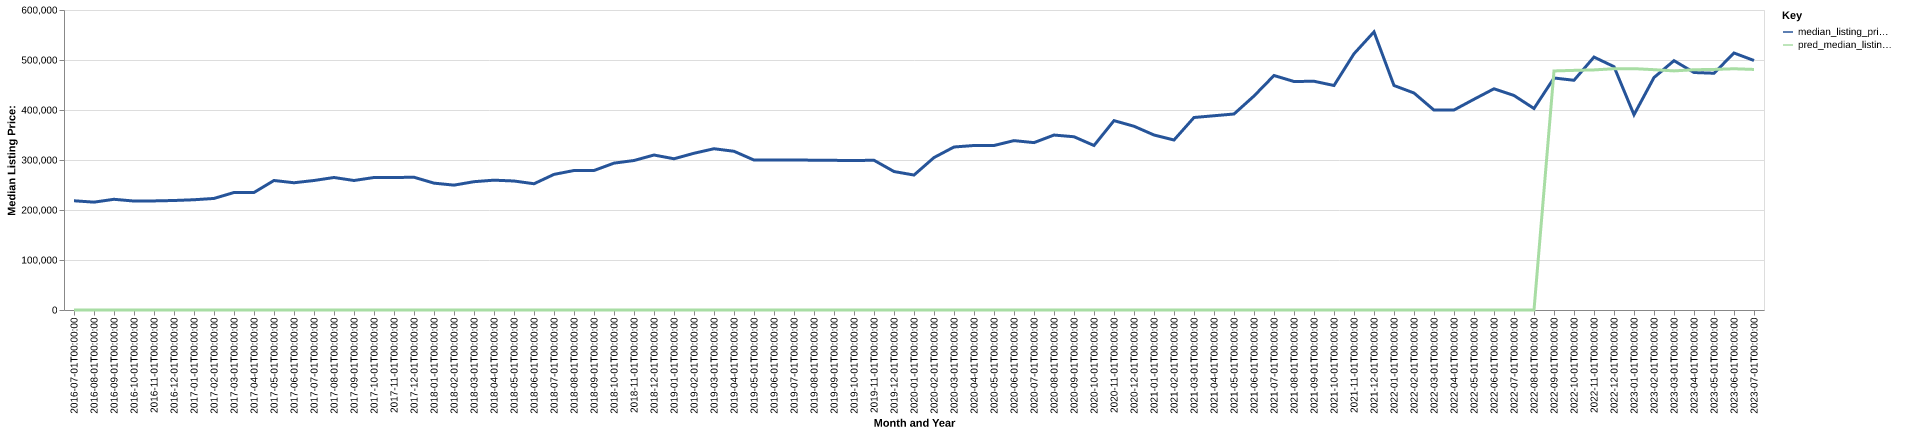 600,000
500,000
400,000
300,000
200,000
100,000
0
Median Listing Price:
2016-07-01T00:00:00
2016-08-01T00:00:00
2016-09-01T00:00:00
2016-10-01T00:00:00
2016-11-01T00:00:00
2016-12-01T00:00:00
2017-01-01T00:00:00
2017-02-01T00:00:00
2017-03-01T00:00:00
2017-04-01T00:00:00
2017-05-01T00:00:00
2017-06-01T00:00:00
2017-07-01T00:00:00
2017-08-01T00:00:00
2017-09-01T00:00:00
2017-10-01T00:00:00
2017-11-01T00:00:00
2017-12-01T00:00:00
2018-01-01T00:00:00
2018-02-01T00:00:00
2018-03-01T00:00:00
2018-04-01T00:00:00
2018-05-01T00:00:00
2018-06-01T00:00:00
2018-07-01T00:00:00
2018-08-01T00:00:00
2018-09-01T00:00:00
2018-10-01T00:00:00
2018-11-01T00:00:00
2018-12-01T00:00:00
2019-01-01T00:00:00
2019-02-01T00:00:00
2019-03-01T00:00:00
2019-04-01T00:00:00
2019-05-01T00:00:00
2019-06-01T00:00:00
2019-07-01T00:00:00
2019-08-01T00:00:00
2019-09-01T00:00:00
2019-10-01T00:00:00
2019-11-01T00:00:00
2019-12-01T00:00:00
2020-01-01T00:00:00
2020-02-01T00:00:00
2020-03-01T00:00:00
2020-04-01T00:00:00
2020-05-01T00:00:00
2020-06-01T00:00:00
2020-07-01T00:00:00
2020-08-01T00:00:00
2020-09-01T00:00:00
2020-10-01T00:00:00
2020-11-01T00:00:00
2020-12-01T00:00:00
2021-01-01T00:00:00
2021-02-01T00:00:00
2021-03-01T00:00:00
2021-04-01T00:00:00
2021-05-01T00:00:00
2021-06-01T00:00:00
2021-07-01T00:00:00
2021-08-01T00:00:00
2021-09-01T00:00:00
2021-10-01T00:00:00
2021-11-01T00:00:00
2021-12-01T00:00:00
2022-01-01T00:00:00
2022-02-01T00:00:00
2022-03-01T00:00:00
2022-04-01T00:00:00
2022-05-01T00:00:00
2022-06-01T00:00:00
2022-07-01T00:00:00
2022-08-01T00:00:00
2022-09-01T00:00:00
2022-10-01T00:00:00
2022-11-01T00:00:00
2022-12-01T00:00:00
2023-01-01T00:00:00
2023-02-01T00:00:00
2023-03-01T00:00:00
2023-04-01T00:00:00
2023-05-01T00:00:00
2023-06-01T00:00:00
2023-07-01T00:00:00
Month and Year
Key
median_listing_pri…
pred_median_listin…